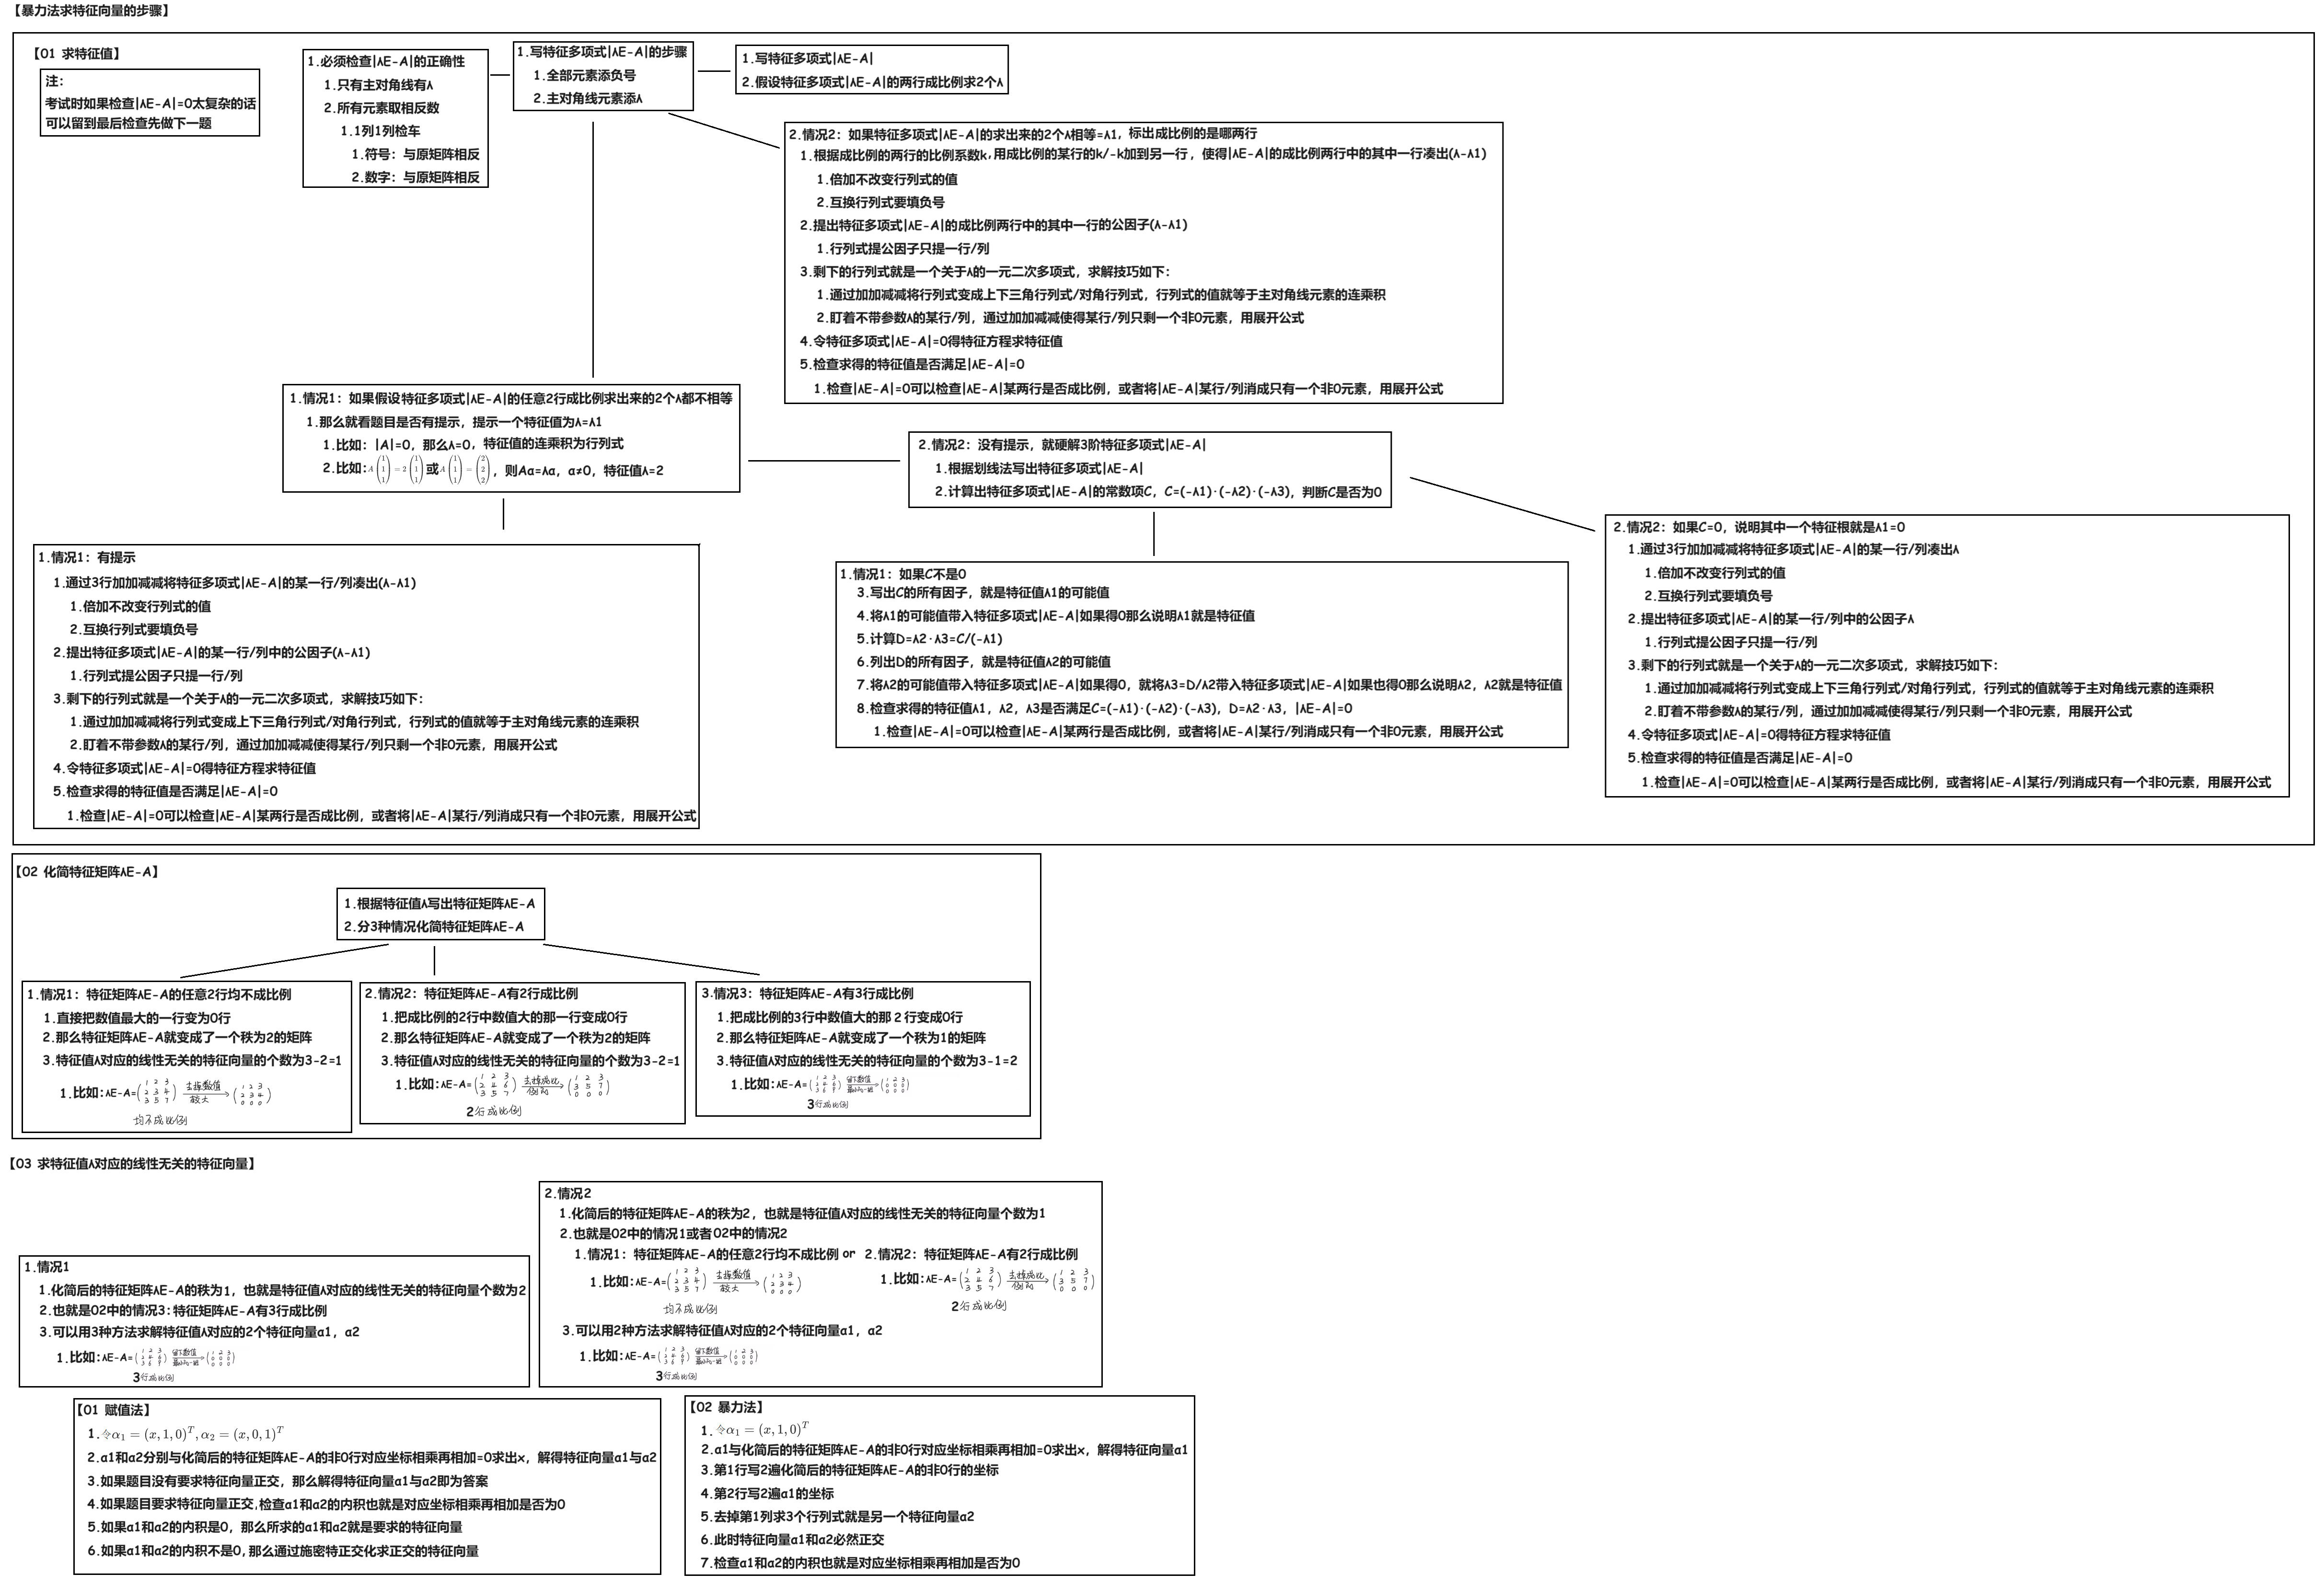 【暴力法求特征向量的步骤】
【01 求特征值】
注：
考试时如果检查|λE-A|=0太复杂的话
可以留到最后检查先做下一题
1.必须检查|λE-A|的正确性
1.只有主对角线有λ
2.所有元素取相反数
1.1列1列检车
1.符号：与原矩阵相反
2.数字：与原矩阵相反
1.写特征多项式|λE-A|的步骤
1.全部元素添负号
2.主对角线元素添λ
1.写特征多项式|λE-A|
2.假设特征多项式|λE-A|的两行成比例求2个λ
2.情况2：如果特征多项式|λE-A|的求出来的2个λ相等=λ1，标出成比例的是哪两行
1.根据成比例的两行的比例系数k,用成比例的某行的k/-k加到另一行，使得|λE-A|的成比例两行中的其中一行凑出(λ-λ1)
1.倍加不改变行列式的值
2.互换行列式要填负号
2.提出特征多项式|λE-A|的成比例两行中的其中一行的公因子(λ-λ1)
1.行列式提公因子只提一行/列
3.剩下的行列式就是一个关于λ的一元二次多项式，求解技巧如下：
1.通过加加减减将行列式变成上下三角行列式/对角行列式，行列式的值就等于主对角线元素的连乘积
2.盯着不带参数λ的某行/列，通过加加减减使得某行/列只剩一个非0元素，用展开公式
4.令特征多项式|λE-A|=0得特征方程求特征值
5.检查求得的特征值是否满足|λE-A|=0
1.检查|λE-A|=0可以检查|λE-A|某两行是否成比例，或者将|λE-A|某行/列消成只有一个非0元素，用展开公式
1.情况1：如果假设特征多项式|λE-A|的任意2行成比例求出来的2个λ都不相等
1.那么就看题目是否有提示，提示一个特征值为λ=λ1
1.比如：|A|=0，那么λ=0，特征值的连乘积为行列式
2.比如:A(1 1 1)=2(1 1 1)或A(1 1 1)=(2 2 2)，则Aα=λα，α≠0，特征值λ=2
2.情况2：没有提示，就硬解3阶特征多项式|λE-A|
1.根据划线法写出特征多项式|λE-A|
2.计算出特征多项式|λE-A|的常数项C，C=(-λ1)·(-λ2)·(-λ3)，判断C是否为0
1.情况1：有提示
1.通过3行加加减减将特征多项式|λE-A|的某一行/列凑出(λ-λ1)
1.倍加不改变行列式的值
2.互换行列式要填负号
2.提出特征多项式|λE-A|的某一行/列中的公因子(λ-λ1)
1.行列式提公因子只提一行/列
3.剩下的行列式就是一个关于λ的一元二次多项式，求解技巧如下：
1.通过加加减减将行列式变成上下三角行列式/对角行列式，行列式的值就等于主对角线元素的连乘积
2.盯着不带参数λ的某行/列，通过加加减减使得某行/列只剩一个非0元素，用展开公式
4.令特征多项式|λE-A|=0得特征方程求特征值
5.检查求得的特征值是否满足|λE-A|=0
1.检查|λE-A|=0可以检查|λE-A|某两行是否成比例，或者将|λE-A|某行/列消成只有一个非0元素，用展开公式
1.情况1：如果C不是0
3.写出C的所有因子，就是特征值λ1的可能值
4.将λ1的可能值带入特征多项式|λE-A|如果得0那么说明λ1就是特征值
5.计算D=λ2·λ3=C/(-λ1)
6.列出D的所有因子，就是特征值λ2的可能值
7.将λ2的可能值带入特征多项式|λE-A|如果得0，就将λ3=D/λ2带入特征多项式|λE-A|如果也得0那么说明λ2，λ2就是特征值
8.检查求得的特征值λ1，λ2，λ3是否满足C=(-λ1)·(-λ2)·(-λ3)，D=λ2·λ3，|λE-A|=0
1.检查|λE-A|=0可以检查|λE-A|某两行是否成比例，或者将|λE-A|某行/列消成只有一个非0元素，用展开公式
2.情况2：如果C=0，说明其中一个特征根就是λ1=0
1.通过3行加加减减将特征多项式|λE-A|的某一行/列凑出λ
1.倍加不改变行列式的值
2.互换行列式要填负号
2.提出特征多项式|λE-A|的某一行/列中的公因子λ
1.行列式提公因子只提一行/列
3.剩下的行列式就是一个关于λ的一元二次多项式，求解技巧如下：
1.通过加加减减将行列式变成上下三角行列式/对角行列式，行列式的值就等于主对角线元素的连乘积
2.盯着不带参数λ的某行/列，通过加加减减使得某行/列只剩一个非0元素，用展开公式
4.令特征多项式|λE-A|=0得特征方程求特征值
5.检查求得的特征值是否满足|λE-A|=0
1.检查|λE-A|=0可以检查|λE-A|某两行是否成比例，或者将|λE-A|某行/列消成只有一个非0元素，用展开公式
【02 化简特征矩阵λE-A】
1.根据特征值λ写出特征矩阵λE-A
2.分3种情况化简特征矩阵λE-A
1.情况1：特征矩阵λE-A的任意2行均不成比例
1.直接把数值最大的一行变为0行
2.那么特征矩阵λE-A就变成了一个秩为2的矩阵
3.特征值λ对应的线性无关的特征向量的个数为3-2=1
1.比如:λE-A=(1 2 3 2 3 4 3 5 7) 去掉数值较大 (1 2 3 2 3 4 0 0 0)
均不成比例
2.情况2：特征矩阵λE-A有2行成比例
1.把成比例的2行中数值大的那一行变成0行
2.那么特征矩阵λE-A就变成了一个秩为2的矩阵
3.特征值λ对应的线性无关的特征向量的个数为3-2=1
1.比如:λE-A=(1 2 3 2 4 6 3 5 7) 去掉成比例的 (1 2 3 3 5 7 0 0 0)
2行成比例
3.情况3：特征矩阵λE-A有3行成比例
1.把成比例的3行中数值大的那 2 行变成0行
2.那么特征矩阵λE-A就变成了一个秩为1的矩阵
3.特征值λ对应的线性无关的特征向量的个数为3-1=2
1.比如:λE-A=(1 2 3 2 4 6 3 6 9) 留下数值最小的一行 (1 2 3 0 0 0 0 0 0)
3行成比例
【03 求特征值λ对应的线性无关的特征向量】
1.情况1
1.化简后的特征矩阵λE-A的秩为1，也就是特征值λ对应的线性无关的特征向量个数为2
2.也就是02中的情况3:特征矩阵λE-A有3行成比例
3.可以用3种方法求解特征值λ对应的2个特征向量α1，α2
1.比如:λE-A=(1 2 3 2 4 6 3 6 9) 留下数值最小的一行 (1 2 3 0 0 0 0 0 0)
3行成比例
2.情况2
1.化简后的特征矩阵λE-A的秩为2，也就是特征值λ对应的线性无关的特征向量个数为1
2.也就是02中的情况1或者02中的情况2
1.情况1：特征矩阵λE-A的任意2行均不成比例 or 2.情况2：特征矩阵λE-A有2行成比例
1.比如:λE-A=(1 2 3 2 3 4 3 5 7) 去掉数值较大 (1 2 3 2 3 4 0 0 0)
均不成比例
1.比如:λE-A=(1 2 3 2 4 6 3 5 7) 去掉成比例的 (1 2 3 3 5 7 0 0 0)
2行成比例
3.可以用2种方法求解特征值λ对应的2个特征向量α1，α2
1.比如:λE-A=(1 2 3 2 4 6 3 6 9) 留下数值最小的一行 (1 2 3 0 0 0 0 0 0)
3行成比例
【01 赋值法】
1.令α₁ = (x, 1, 0)ᵀ, α₂ = (x, 0, 1)ᵀ
2.α1和α2分别与化简后的特征矩阵λE-A的非0行对应坐标相乘再相加=0求出x，解得特征向量α1与α2
3.如果题目没有要求特征向量正交，那么解得特征向量α1与α2即为答案
4.如果题目要求特征向量正交,检查α1和α2的内积也就是对应坐标相乘再相加是否为0
5.如果α1和α2的内积是0，那么所求的α1和α2就是要求的特征向量
6.如果α1和α2的内积不是0,那么通过施密特正交化求正交的特征向量
【02 暴力法】
1.令α₁ = (x, 1, 0)ᵀ
2.α1与化简后的特征矩阵λE-A的非0行对应坐标相乘再相加=0求出x，解得特征向量α1
3.第1行写2遍化简后的特征矩阵λE-A的非0行的坐标
4.第2行写2遍α1的坐标
5.去掉第1列求3个行列式就是另一个特征向量α2
6.此时特征向量α1和α2必然正交
7.检查α1和α2的内积也就是对应坐标相乘再相加是否为0